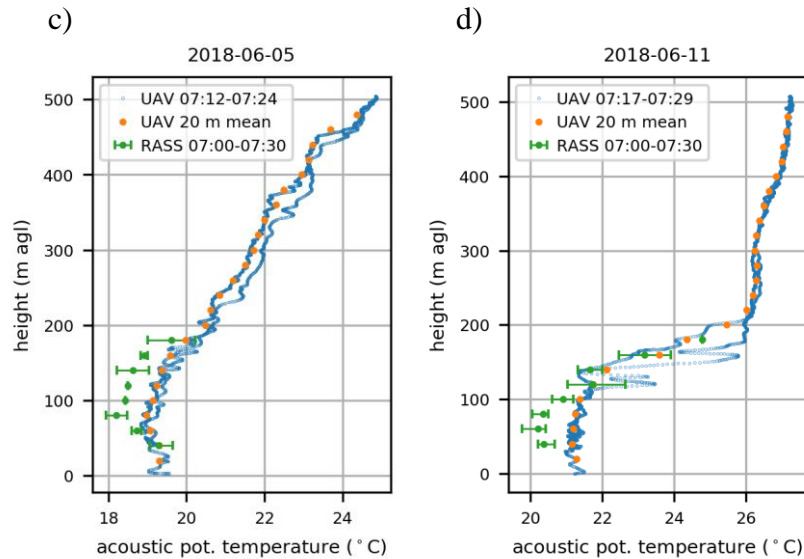 c)
2018-06-05
UAV 07:12-07:24
UAV 20 m mean
RASS 07:00-07:30
500
400
300
200
100
0
height (m agl)
18 20 22 24
acoustic pot. temperature (°C)
d)
2018-06-11
UAV 07:17-07:29
UAV 20 m mean
RASS 07:00-07:30
500
400
300
200
100
0
height (m agl)
20 22 24 26
acoustic pot. temperature (°C)